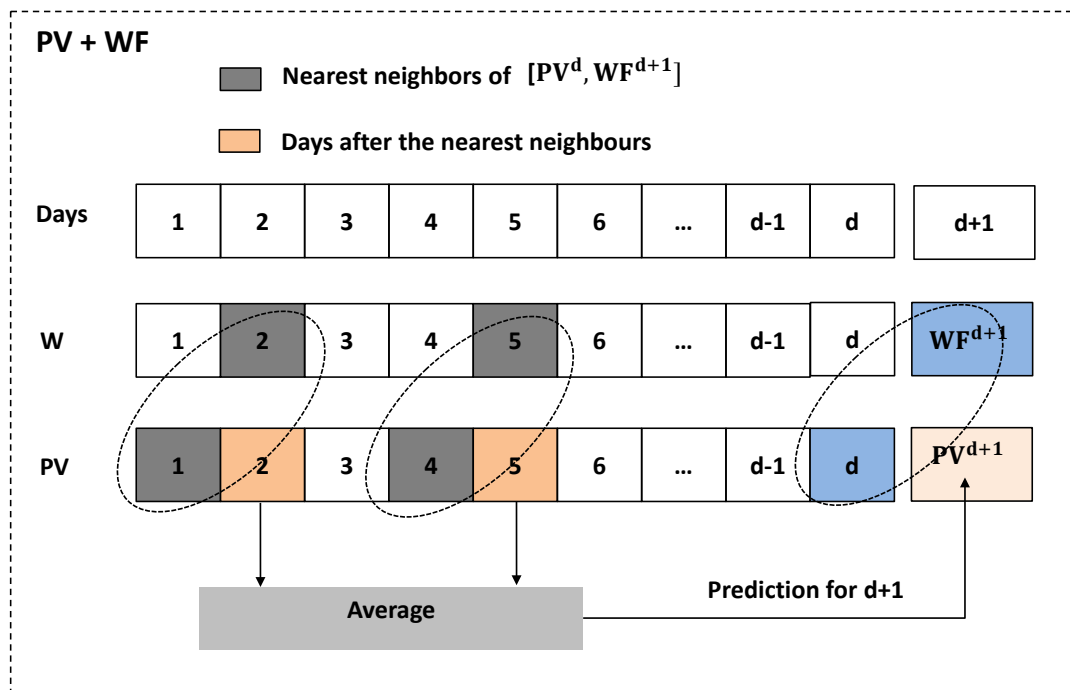 PV + WF
Nearest neighbors of [PV^d, WF^{d+1}]
Days after the nearest neighbours
Days 1 2 3 4 5 6 ... d-1 d d+1
W 1 2 3 4 5 6 ... d-1 d WF^{d+1}
PV 1 2 3 4 5 6 ... d-1 d PV^{d+1}
Prediction for d+1
Average